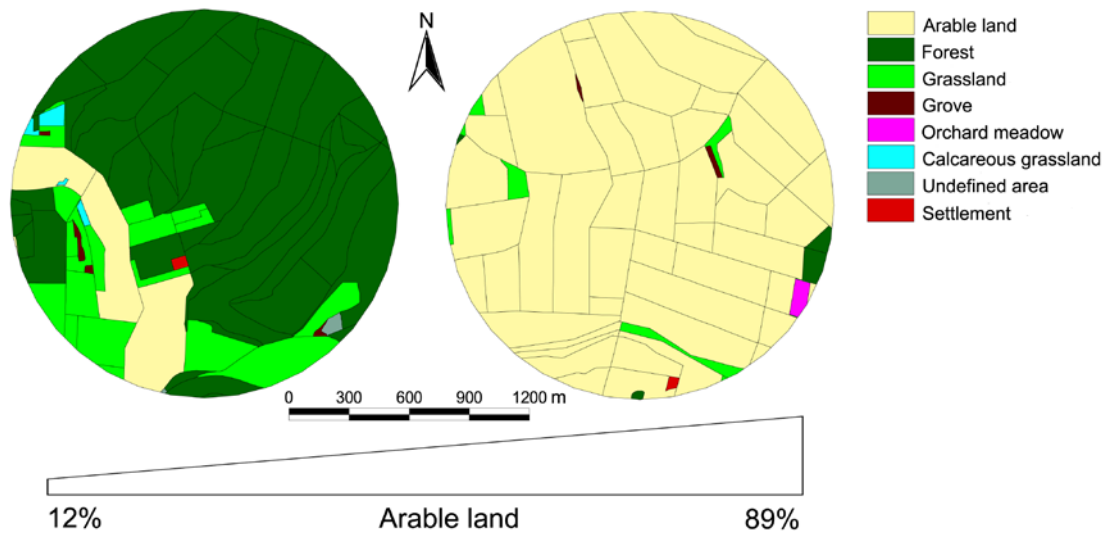 N
Arable land
Forest
Grassland
Grove
Orchard meadow
Calcareous grassland
Undefined area
Settlement
0 300 600 900 1200 m
12% Arable land 89%